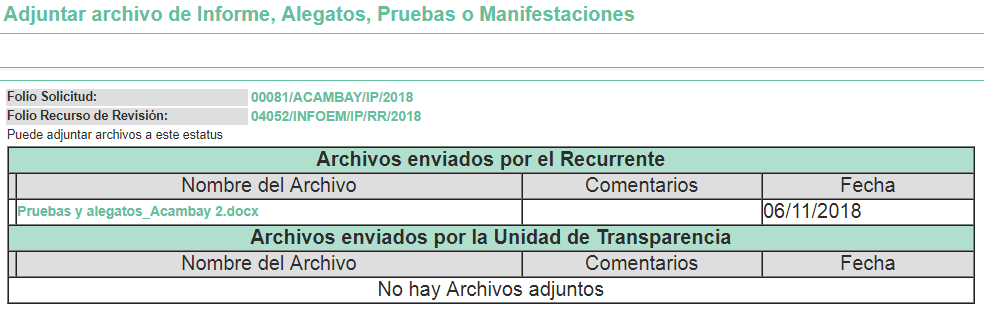 Adjuntar archivo de Informe, Alegatos, Pruebas o Manifestaciones
Folio Solicitud: 00081/ACAMBAY/IP/2018
Folio Recurso de Revisión: 04052/INFOEM/IP/RR/2018
Puede adjuntar archivos a este estatus
Archivos enviados por el Recurrente
Nombre del Archivo Comentarios Fecha
Pruebas y alegatos_Acambay 2.docx 06/11/2018
Archivos enviados por la Unidad de Transparencia
Nombre del Archivo Comentarios Fecha
No hay Archivos adjuntos